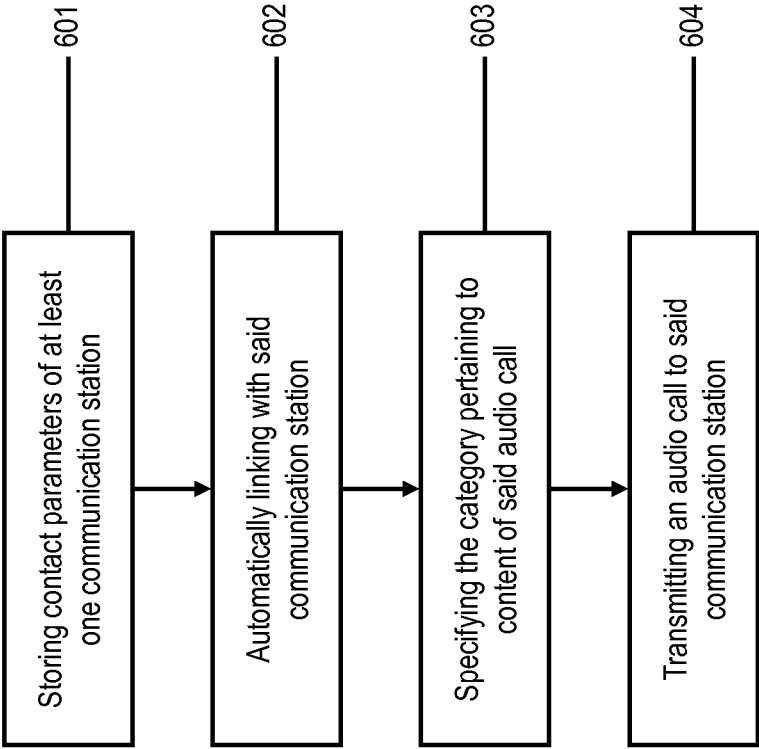 601
Storing contact parameters of at least
one communication station
602
Automatically linking with said
communication station
603
Specifying the category pertaining to
content of said audio call
604
Transmitting an audio call to said
communication station